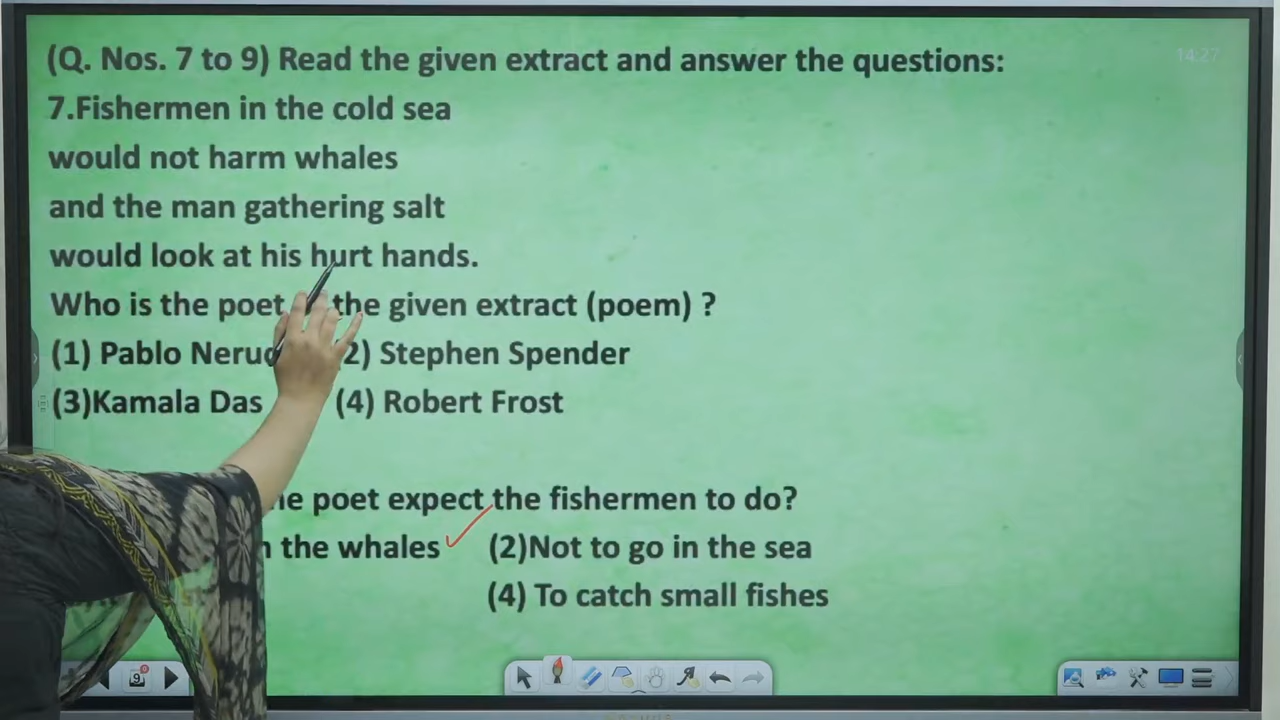 (Q. Nos. 7 to 9) Read the given extract and answer the questions:
14:27
7.Fishermen in the cold sea
would not harm whales
and the man gathering salt
would look at his hurt hands.
Who is the poet the given extract (poem) ?
(1) Pablo 2) Stephen Spender
(3)Kamala Das (4) Robert Frost
poet expect the fishermen to do?
the whales (2)Not to go in the sea
(4) To catch small fishes
9